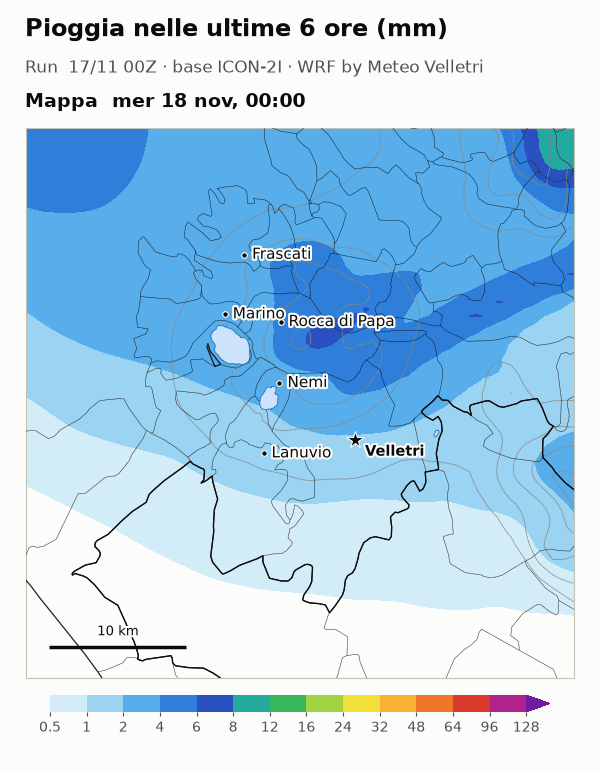 Pioggia nelle ultime 6 ore (mm)
Run  17/11 00Z · base ICON-2I · WRF by Meteo Velletri
Mappa  mer 18 nov, 00:00
Frascati
Marino
Rocca di Papa
Nemi
Velletri
Lanuvio
10 km
0.5 1 2 4 6 8 12 16 24 32 48 64 96 128